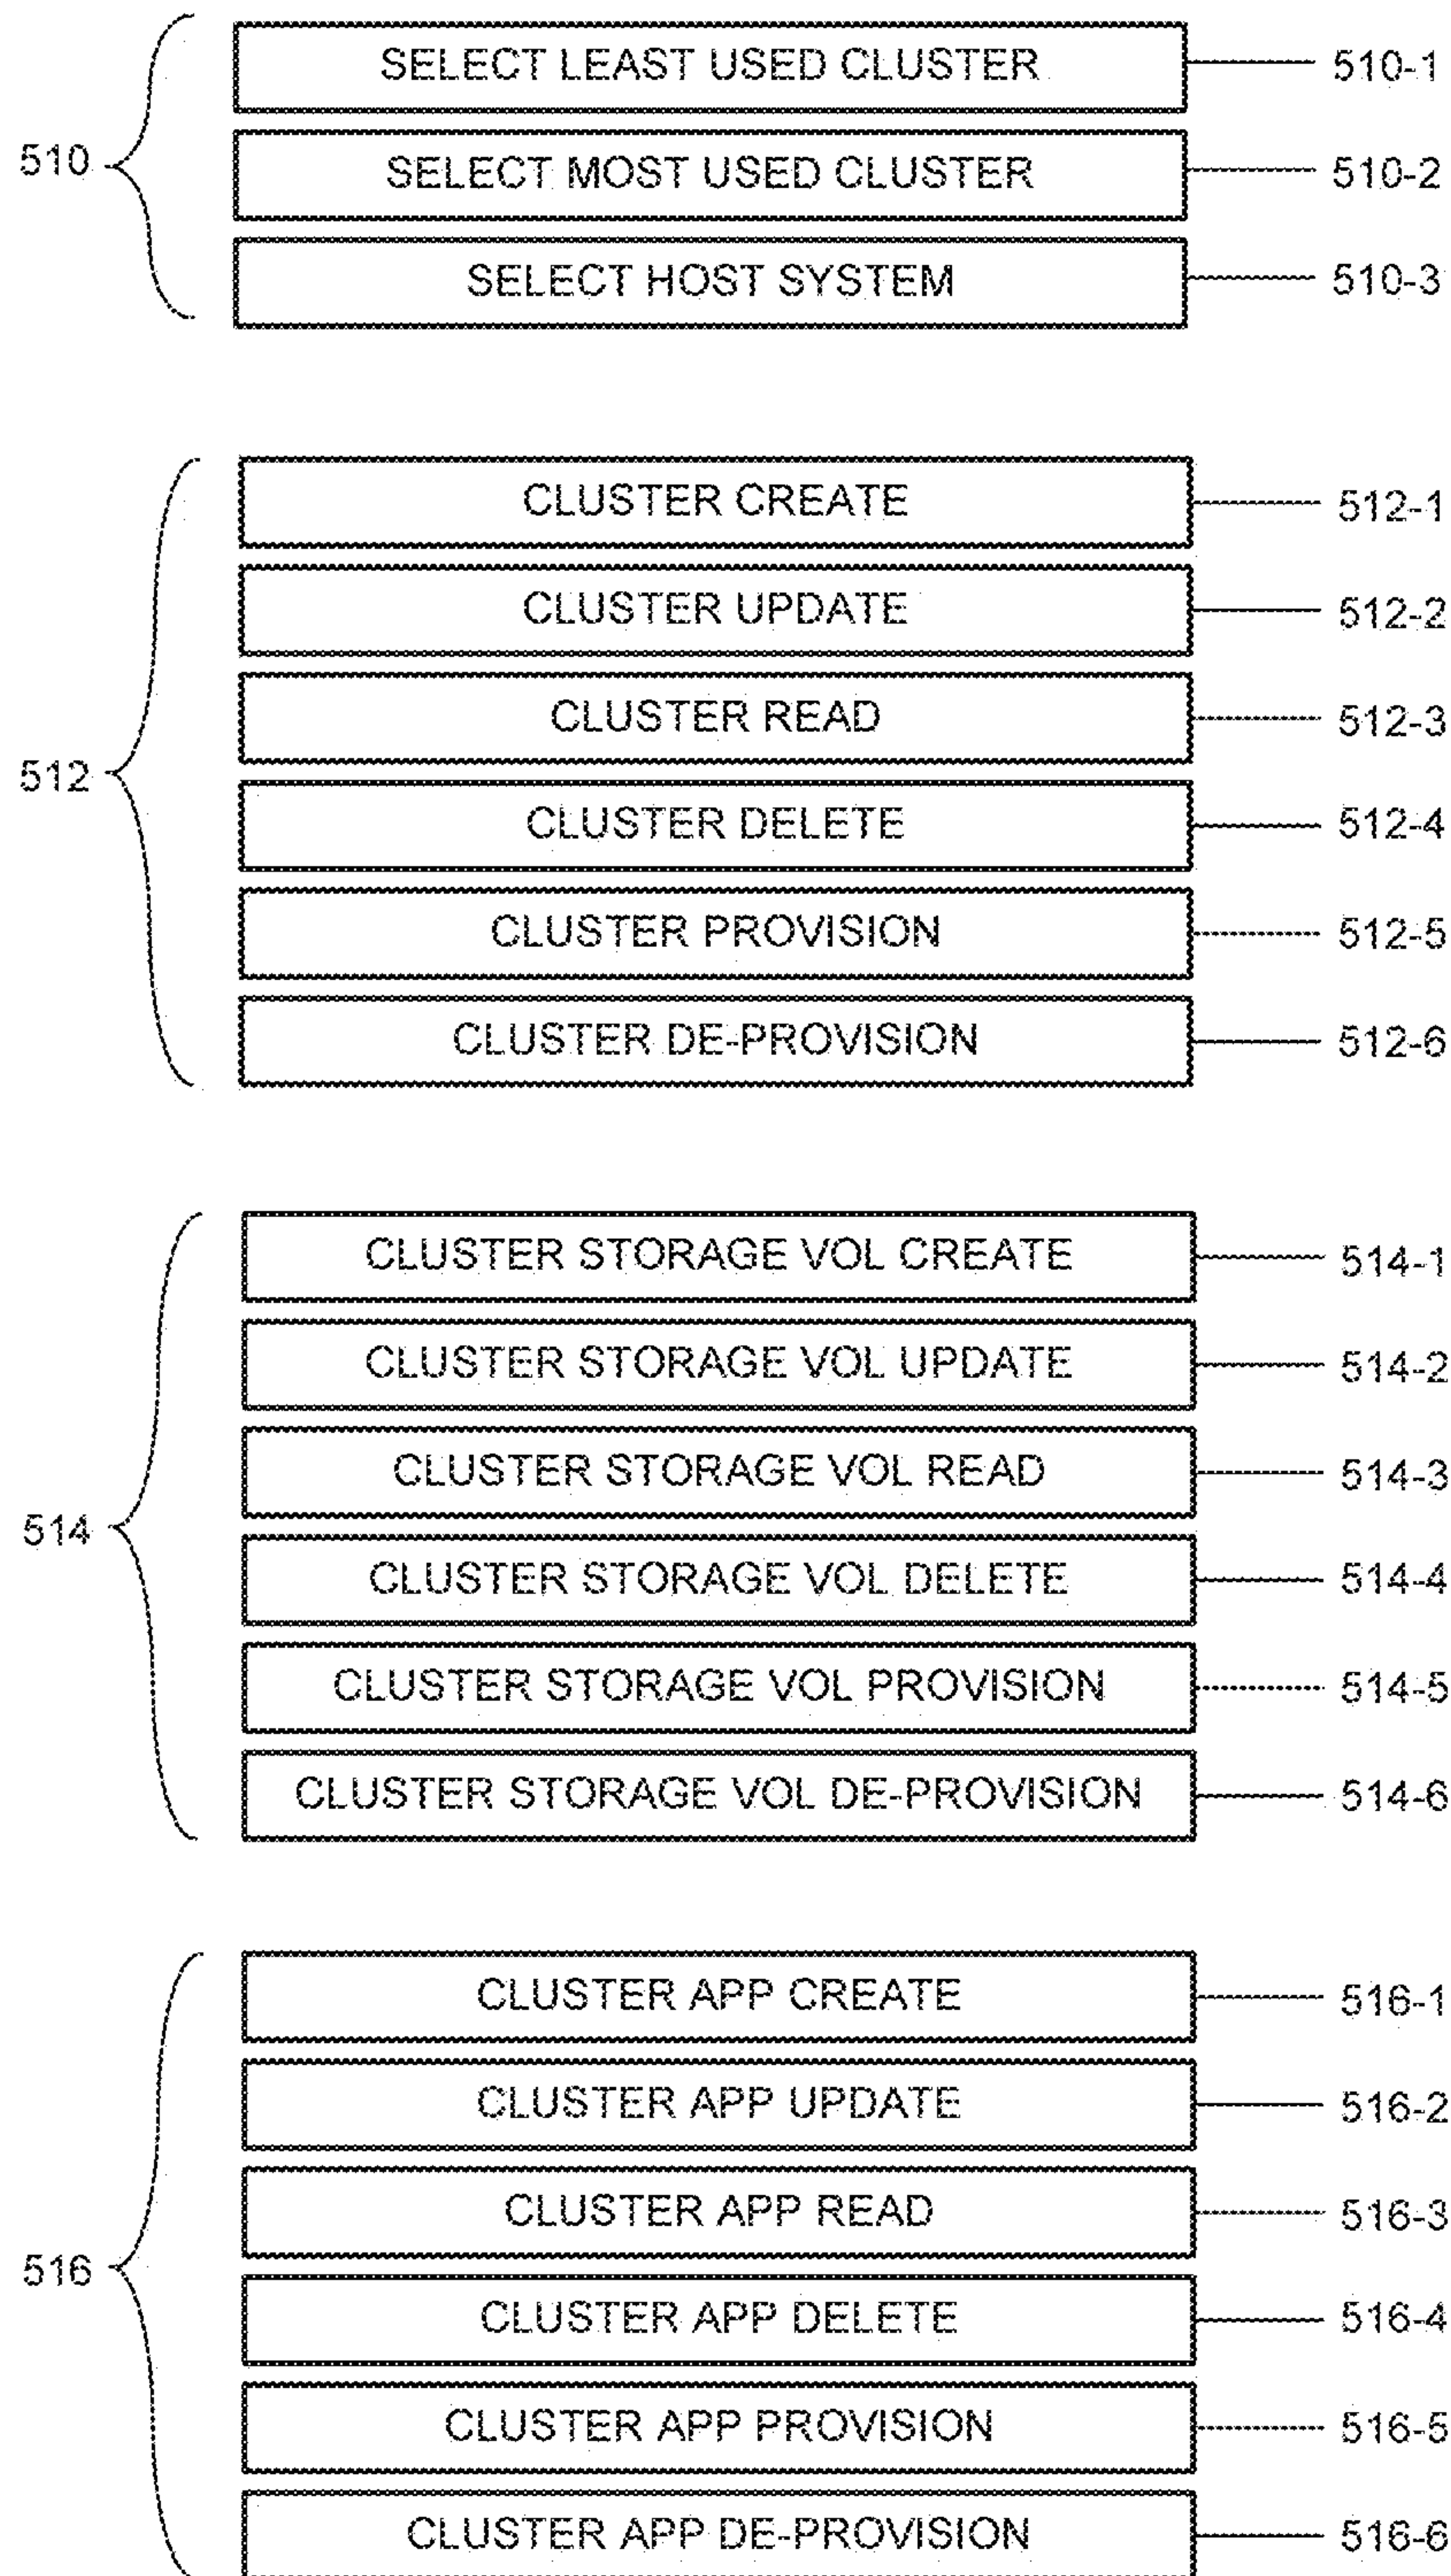 SELECT LEAST USED CLUSTER 510-1
510 SELECT MOST USED CLUSTER 510-2
SELECT HOST SYSTEM 510-3
CLUSTER CREATE 512-1
CLUSTER UPDATE 512-2
CLUSTER READ 512-3
512
CLUSTER DELETE 512-4
CLUSTER PROVISION 512-5
CLUSTER DE-PROVISION 512-6
CLUSTER STORAGE VOL CREATE 514-1
CLUSTER STORAGE VOL UPDATE 514-2
CLUSTER STORAGE VOL READ 514-3
514
CLUSTER STORAGE VOL DELETE 514-4
CLUSTER STORAGE VOL PROVISION 514-5
CLUSTER STORAGE VOL DE-PROVISION 514-6
CLUSTER APP CREATE 516-1
CLUSTER APP UPDATE 516-2
CLUSTER APP READ 516-3
516
CLUSTER APP DELETE 516-4
CLUSTER APP PROVISION 516-5
CLUSTER APP DE-PROVISION 516-6